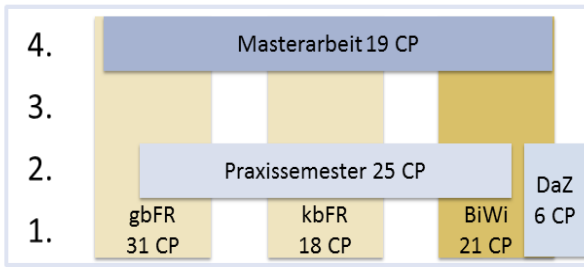 4.
Masterarbeit 19 CP
3.
2.
Praxissemester 25 CP
DaZ
6 CP
1.
gbFR
31 CP
kbFR
18 CP
BiWi
21 CP